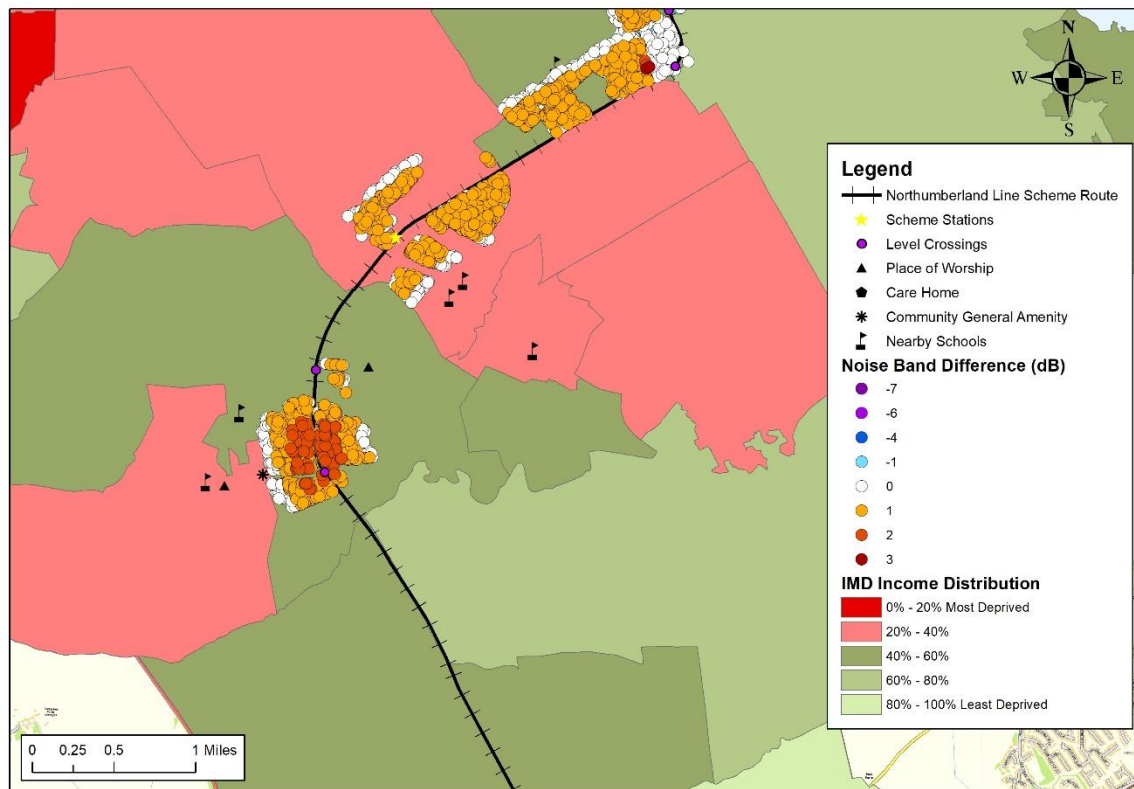 N
W E
S
Legend
Northumberland Line Scheme Route
Scheme Stations
Level Crossings
Place of Worship
Care Home
Community General Amenity
Nearby Schools
Noise Band Difference (dB)
-7
-6
-4
-1
0
1
2
3
IMD Income Distribution
0% - 20% Most Deprived
20% - 40%
40% - 60%
60% - 80%
80% - 100% Least Deprived
0 0.25 0.5 1 Miles